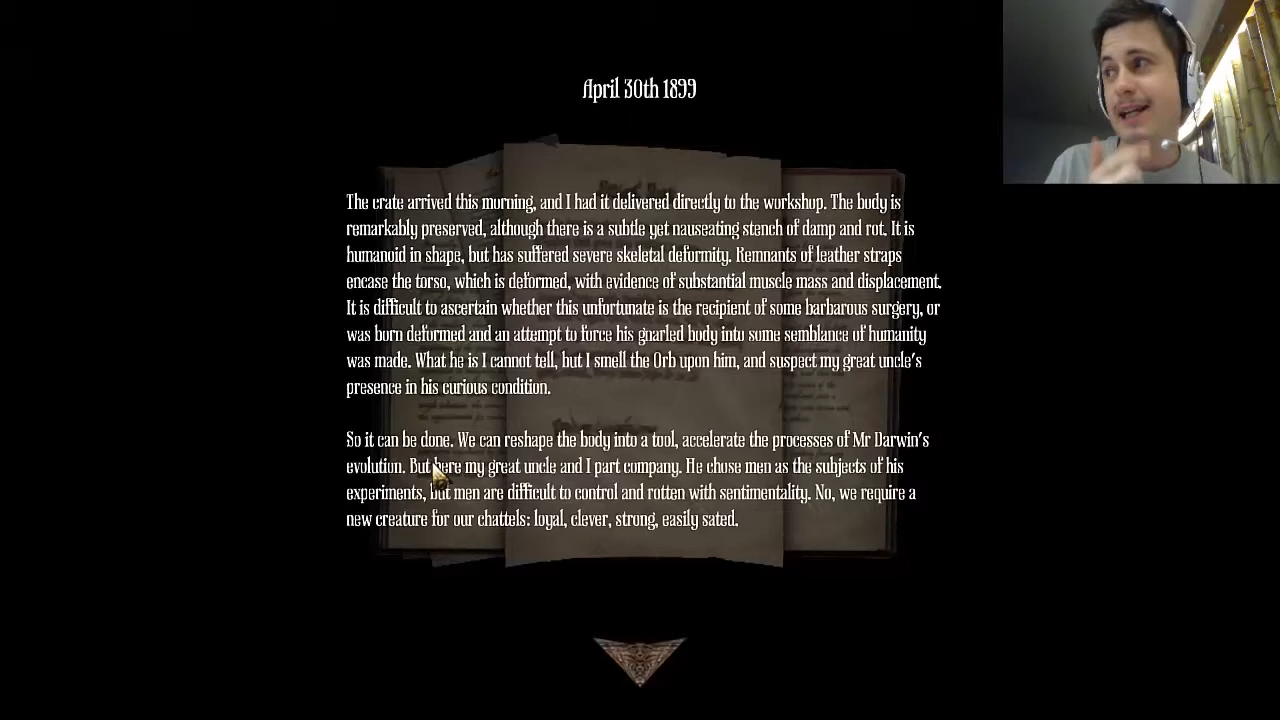 April 30th 1899
The crate arrived this morning, and I had it delivered directly to the workshop. The body is
remarkably preserved, although there is a subtle yet nauseating stench of damp and rot. It is
humanoid in shape, but has suffered severe skeletal deformity. Remnants of leather straps
encase the torso, which is deformed, with evidence of substantial muscle mass and displacement.
It is difficult to ascertain whether this unfortunate is the recipient of some barbarous surgery, or
was born deformed and an attempt to force his gnarled body into some semblance of humanity
was made. What he is I cannot tell, but I smell the Orb upon him, and suspect my great uncle's
presence in his curious condition.
So it can be done. We can reshape the body into a tool, accelerate the processes of Mr Darwin's
evolution. But here my great uncle and I part company. He chose men as the subjects of his
experiments, but men are difficult to control and rotten with sentimentality. No, we require a
new creature for our chattels: loyal, clever, strong, easily sated.